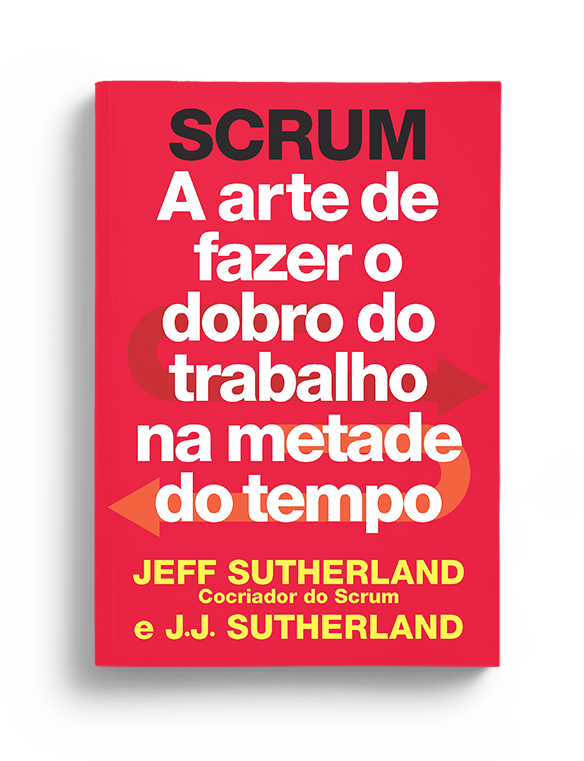 SCRUM
A arte de
fazer o
dobro do
trabalho
na metade
do tempo
JEFF SUTHERLAND
Cocriador do Scrum
e J.J. SUTHERLAND